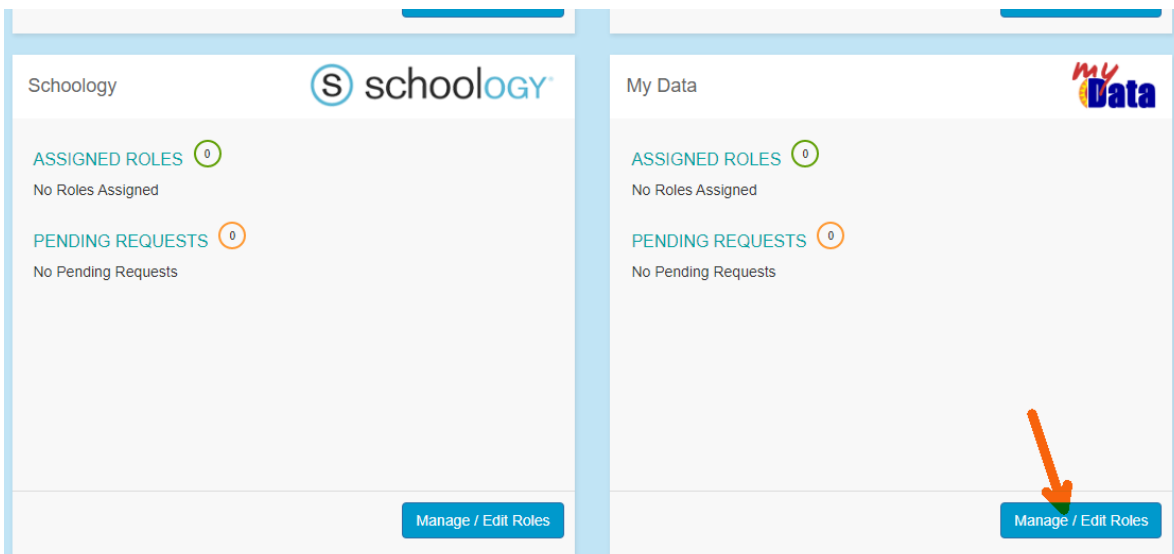 Schoology
S schoology
ASSIGNED ROLES 0
No Roles Assigned
PENDING REQUESTS 0
No Pending Requests
Manage / Edit Roles
My Data
my Data
ASSIGNED ROLES 0
No Roles Assigned
PENDING REQUESTS 0
No Pending Requests
Manage / Edit Roles